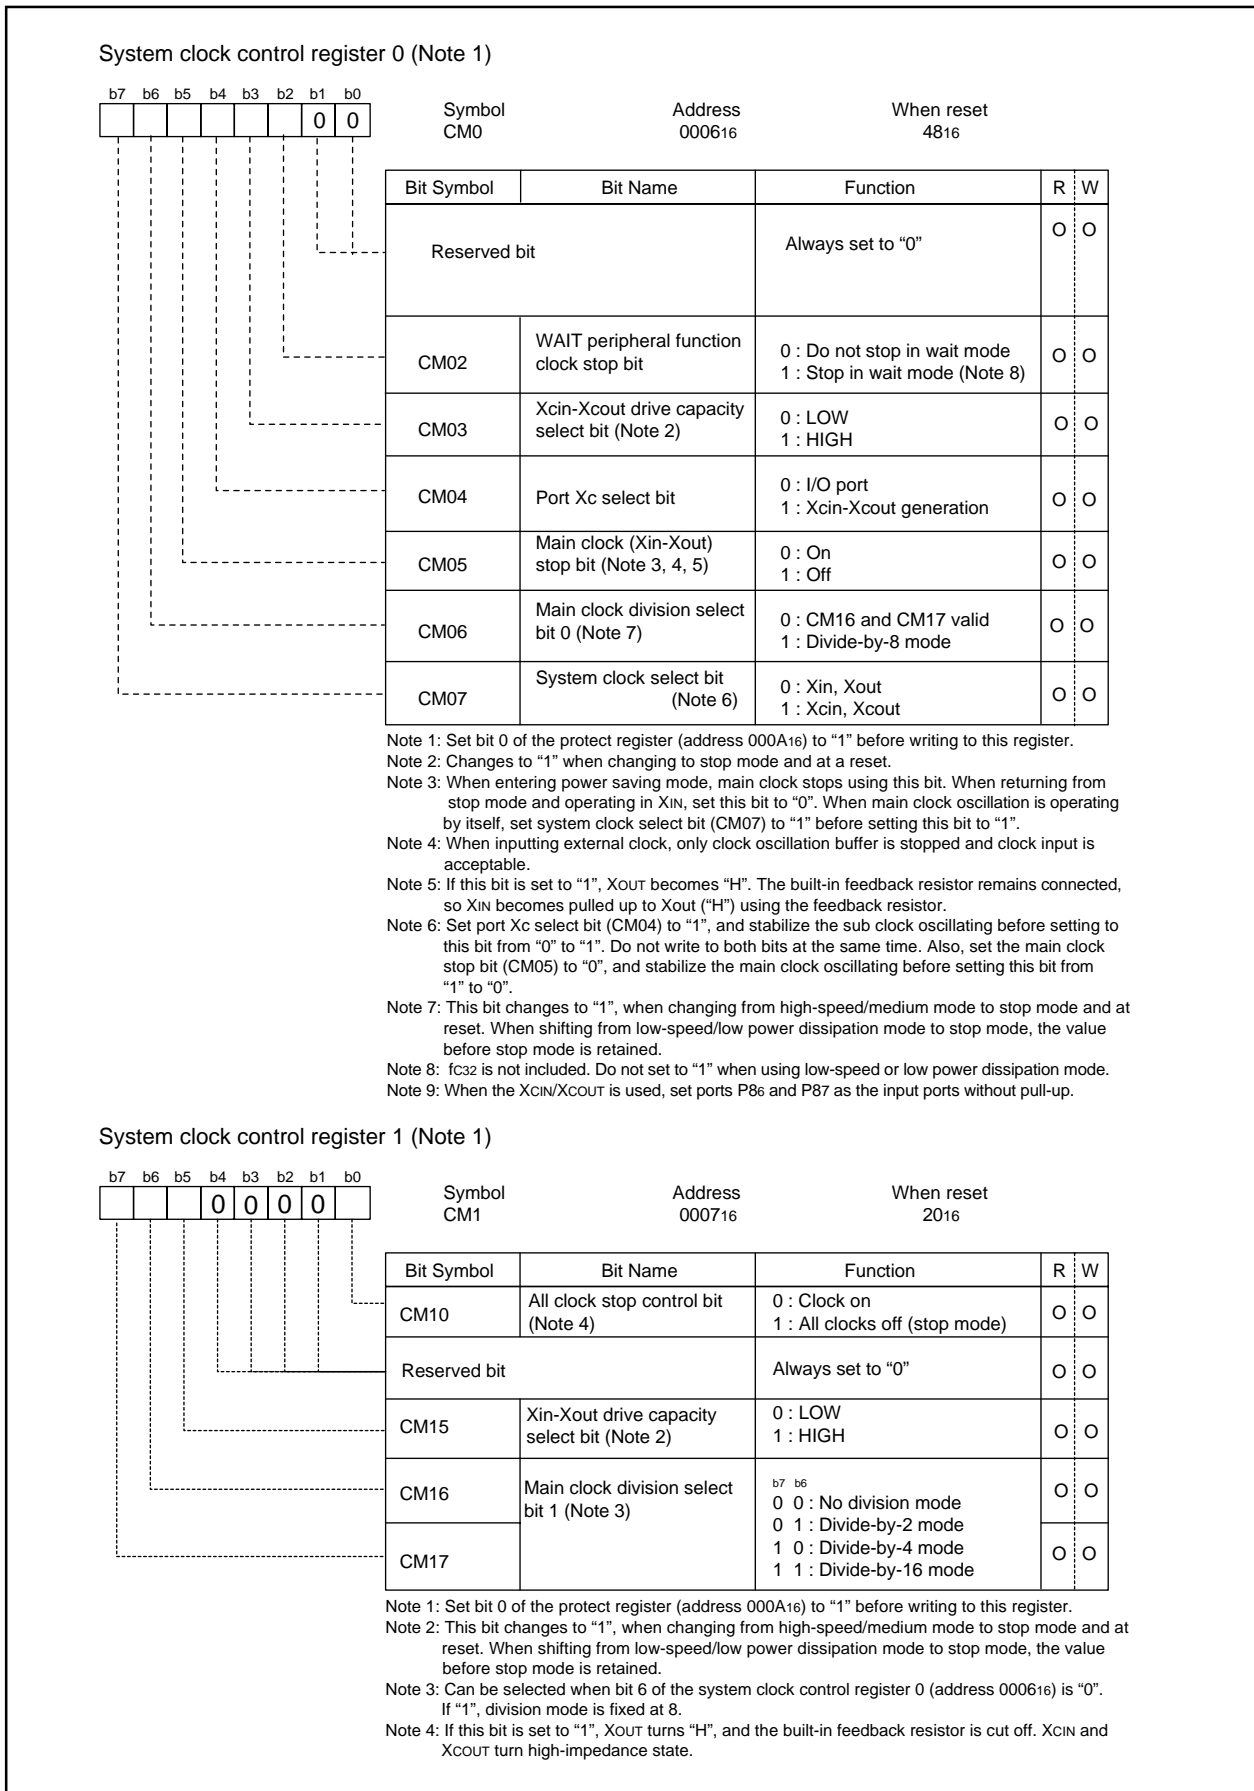 System clock control register 0 (Note 1)
b7 b6 b5 b4 b3 b2 b1 b0
0 0
Symbol Address When reset
CM0 000616 4816
Bit Symbol Bit Name Function R W
Reserved bit Always set to “0” O O
WAIT peripheral function
clock stop bit
CM02 0 : Do not stop in wait mode O O
1 : Stop in wait mode (Note 8)
Xcin-Xcout drive capacity
select bit (Note 2)
CM03 0 : LOW O O
1 : HIGH
CM04 Port Xc select bit 0 : I/O port O O
1 : Xcin-Xcout generation
Main clock (Xin-Xout)
stop bit (Note 3, 4, 5)
CM05 0 : On O O
1 : Off
Main clock division select
bit 0 (Note 7)
CM06 0 : CM16 and CM17 valid O O
1 : Divide-by-8 mode
System clock select bit
(Note 6)
CM07 0 : Xin, Xout O O
1 : Xcin, Xcout
Note 1: Set bit 0 of the protect register (address 000A16) to “1” before writing to this register.
Note 2: Changes to “1” when changing to stop mode and at a reset.
Note 3: When entering power saving mode, main clock stops using this bit. When returning from
stop mode and operating in XIN, set this bit to “0”. When main clock oscillation is operating
by itself, set system clock select bit (CM07) to “1” before setting this bit to “1”.
Note 4: When inputting external clock, only clock oscillation buffer is stopped and clock input is
acceptable.
Note 5: If this bit is set to “1”, XOUT becomes “H”. The built-in feedback resistor remains connected,
so XIN becomes pulled up to Xout (“H”) using the feedback resistor.
Note 6: Set port Xc select bit (CM04) to “1”, and stabilize the sub clock oscillating before setting to
this bit from “0” to “1”. Do not write to both bits at the same time. Also, set the main clock
stop bit (CM05) to “0”, and stabilize the main clock oscillating before setting this bit from
“1” to “0”.
Note 7: This bit changes to “1”, when changing from high-speed/medium mode to stop mode and at
reset. When shifting from low-speed/low power dissipation mode to stop mode, the value
before stop mode is retained.
Note 8: fC32 is not included. Do not set to “1” when using low-speed or low power dissipation mode.
Note 9: When the XCIN/XCOUT is used, set ports P86 and P87 as the input ports without pull-up.
System clock control register 1 (Note 1)
b7 b6 b5 b4 b3 b2 b1 b0
0 0 0 0
Symbol Address When reset
CM1 000716 2016
Bit Symbol Bit Name Function R W
CM10 All clock stop control bit 0 : Clock on O O
(Note 4) 1 : All clocks off (stop mode)
Reserved bit Always set to “0” O O
CM15 Xin-Xout drive capacity 0 : LOW O O
select bit (Note 2) 1 : HIGH
CM16 Main clock division select b7 b6 O O
bit 1 (Note 3) 0 0 : No division mode
0 1 : Divide-by-2 mode
CM17 1 0 : Divide-by-4 mode O O
1 1 : Divide-by-16 mode
Note 1: Set bit 0 of the protect register (address 000A16) to “1” before writing to this register.
Note 2: This bit changes to “1”, when changing from high-speed/medium mode to stop mode and at
reset. When shifting from low-speed/low power dissipation mode to stop mode, the value
before stop mode is retained.
Note 3: Can be selected when bit 6 of the system clock control register 0 (address 000616) is “0”.
If “1”, division mode is fixed at 8.
Note 4: If this bit is set to “1”, XOUT turns “H”, and the built-in feedback resistor is cut off. XCIN and
XCOUT turn high-impedance state.